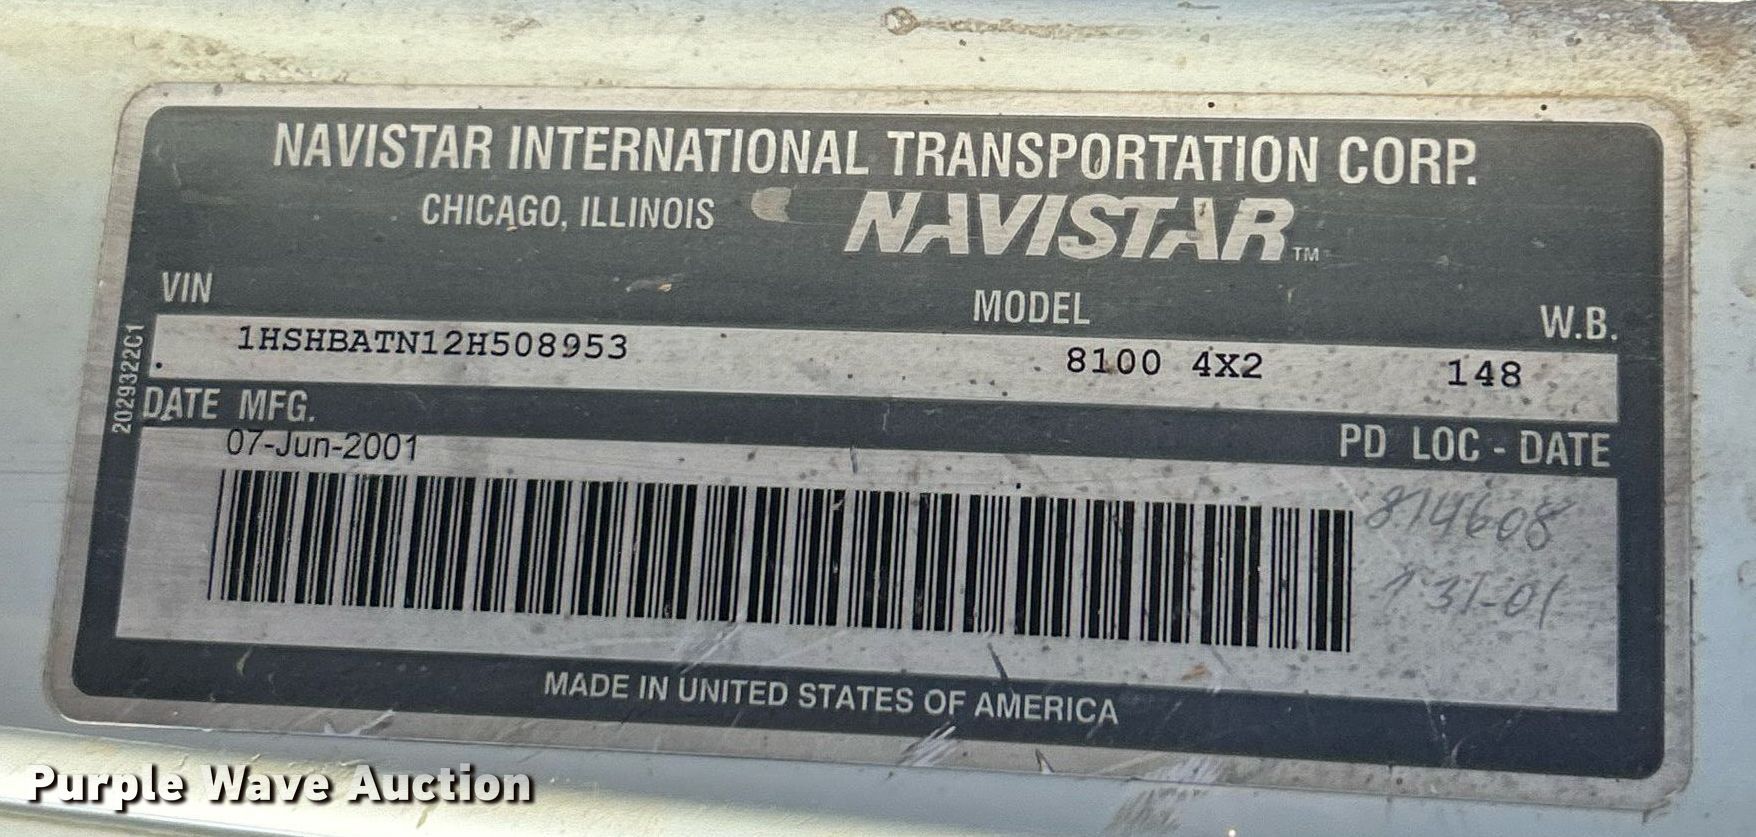 NAVISTAR INTERNATIONAL TRANSPORTATION CORP.
CHICAGO, ILLINOIS NAVISTAR™
VIN MODEL W.B.
1HSHBATN12H508953 8100 4X2 148
2029322C1
DATE MFG. PD LOC - DATE
07-Jun-2001
814608
31-01
MADE IN UNITED STATES OF AMERICA
Purple Wave Auction